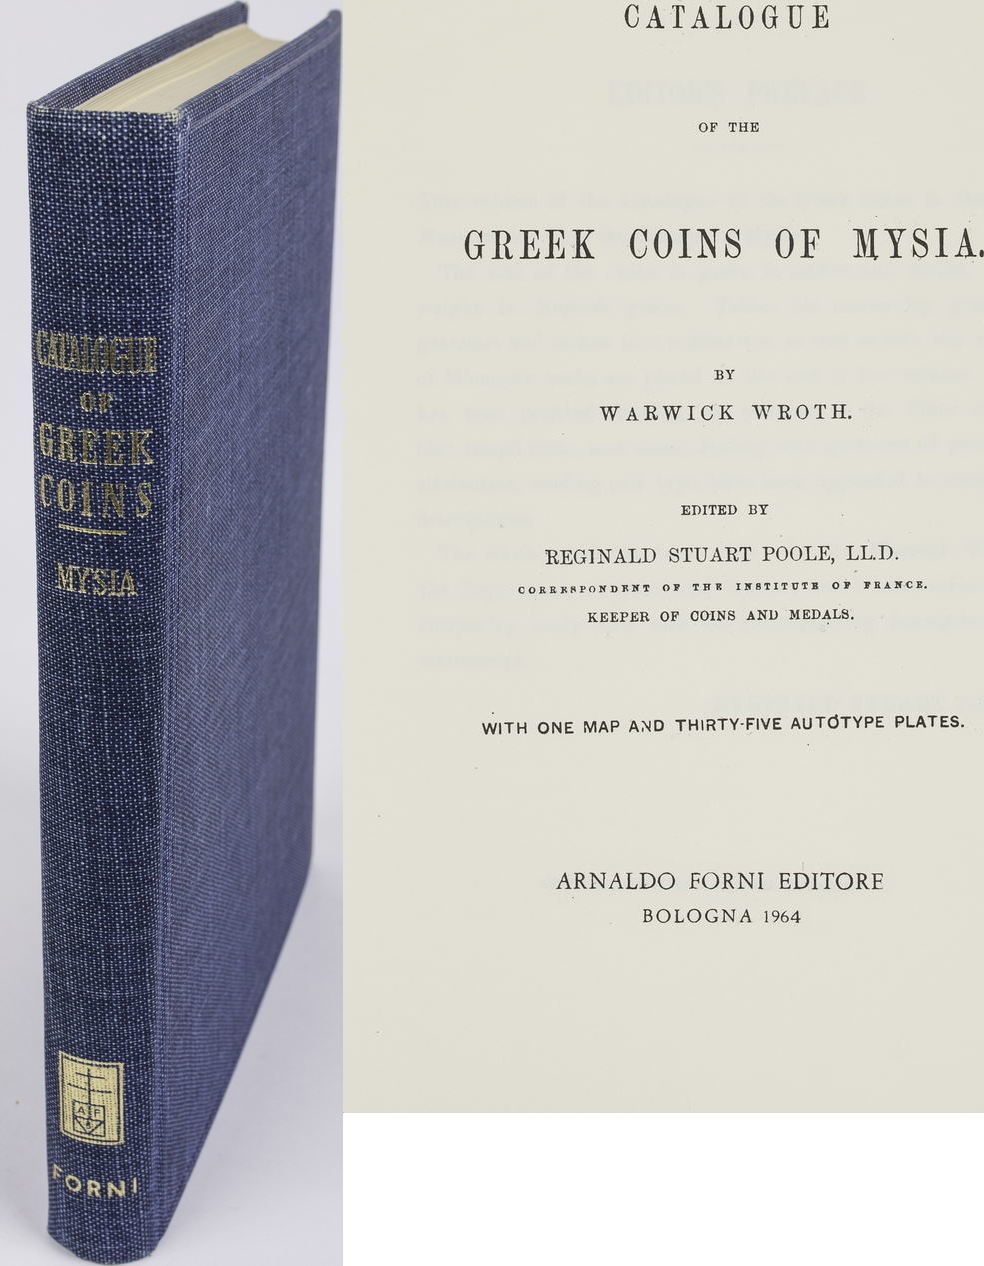 CATALOGUE
OF
GREEK
COINS
MYSIA
A F
FORNI
CATALOGUE
OF THE
GREEK COINS OF MYSIA.
BY
WARWICK WROTH.
EDITED BY
REGINALD STUART POOLE, LL.D.
CORRESPONDENT OF THE INSTITUTE OF FRANCE.
KEEPER OF COINS AND MEDALS.
WITH ONE MAP AND THIRTY-FIVE AUTOTYPE PLATES.
ARNALDO FORNI EDITORE
BOLOGNA 1964